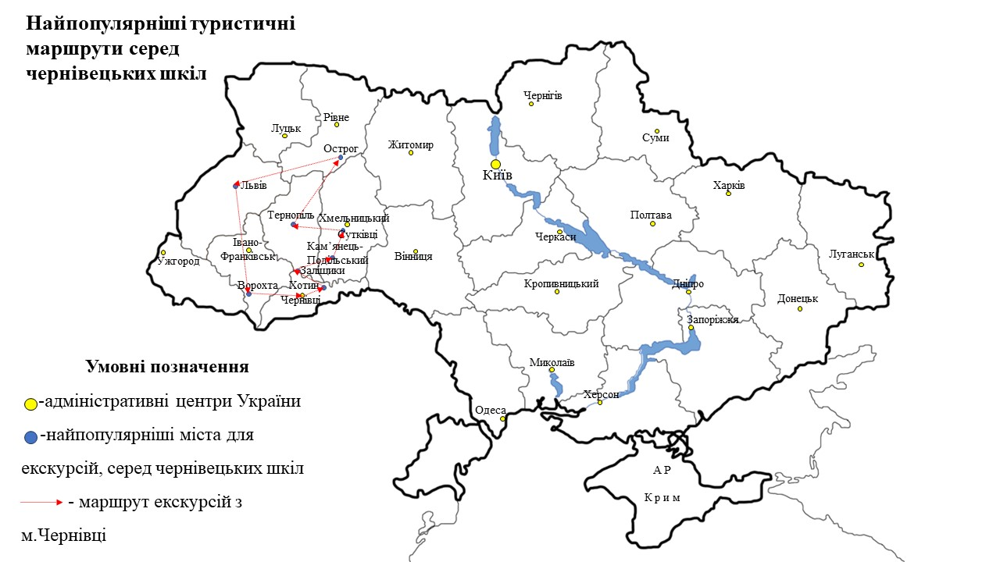 Найпопулярніші туристичні
маршрути серед
чернівецьких шкіл
Чернігів
Рівне
Луцьк
Суми
Житомир
Острог
Київ
Львів
Харків
Тернопіль
Хмельницький
Полтава
Сутківці
Черкаси
Івано-
Франківськ
Кам’янець-
Подільський
Вінниця
Луганськ
Ужгород
Заліщики
Ворохта
Хотин
Кропивницький
Дніпро
Чернівці
Донецьк
Запоріжжя
Миколаїв
Херсон
Одеса
А Р
К р и м
Умовні позначення
-адміністративні центри України
-найпопулярніші міста для
екскурсій, серед чернівецьких шкіл
- маршрут екскурсій з
м.Чернівці